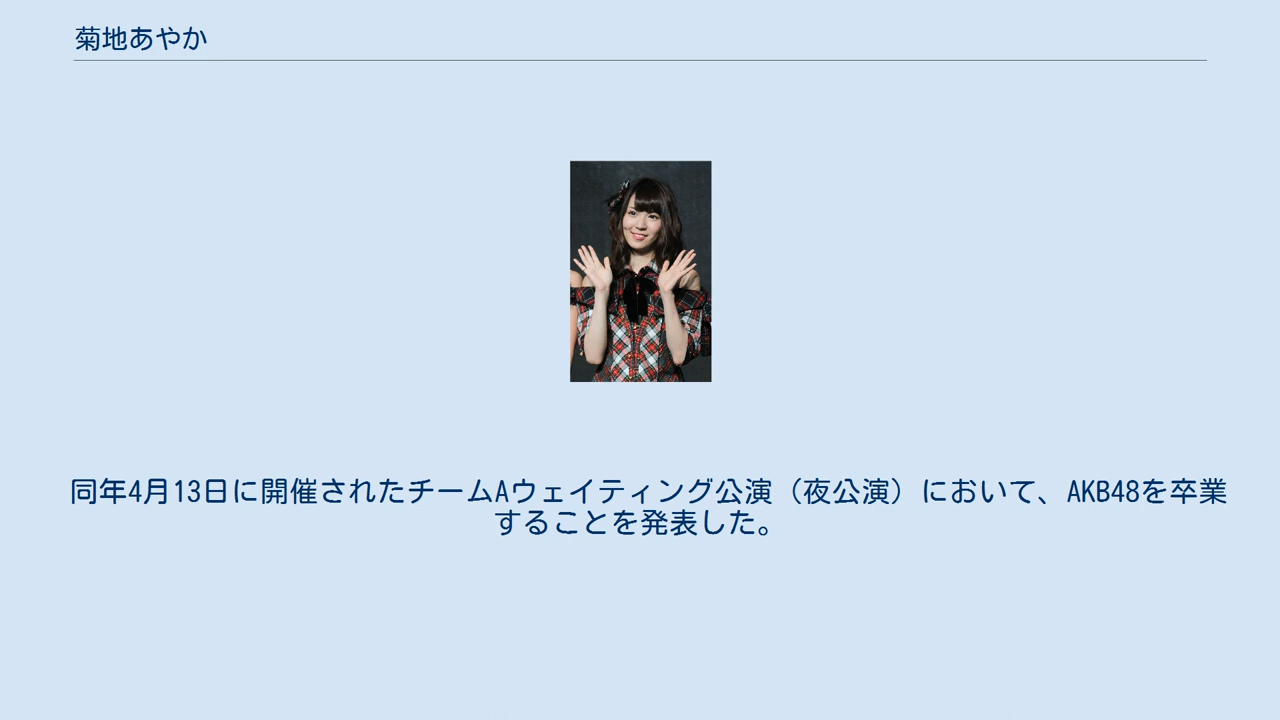 菊地あやか
同年4月13日に開催されたチームAウェイティング公演（夜公演）において、AKB48を卒業
することを発表した。